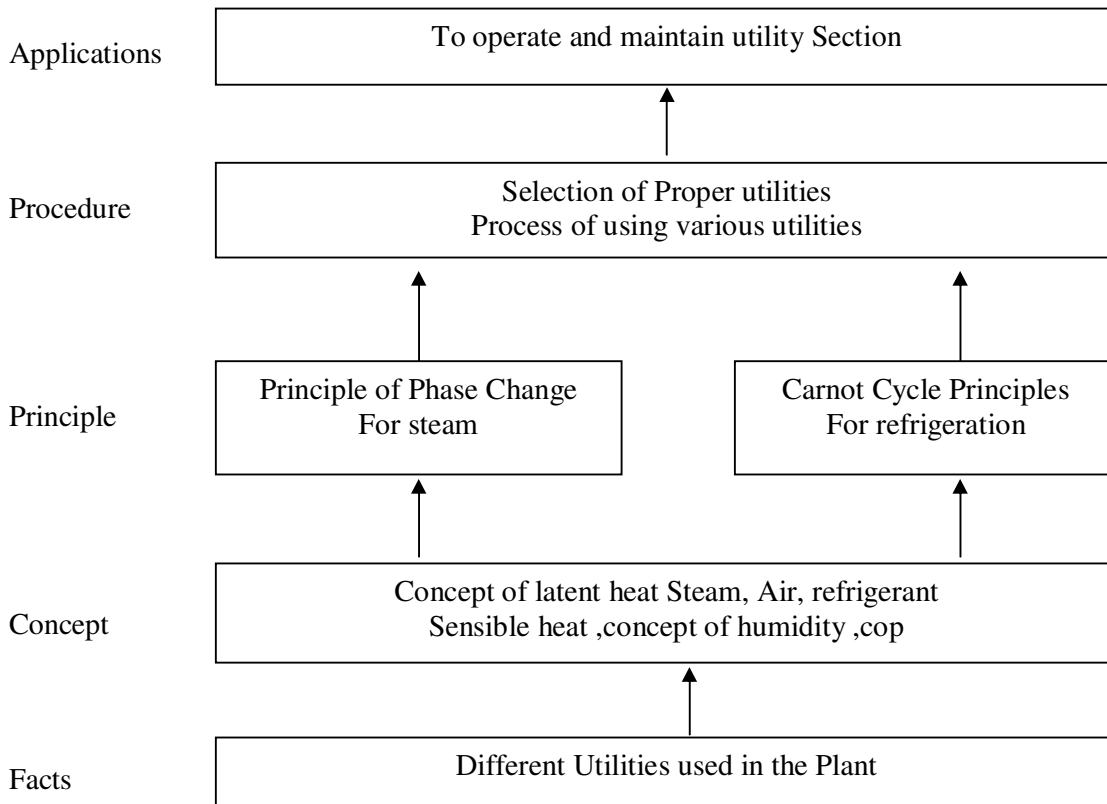 Applications
To operate and maintain utility Section
Procedure
Selection of Proper utilities
Process of using various utilities
Principle
Principle of Phase Change
For steam
Carnot Cycle Principles
For refrigeration
Concept
Concept of latent heat Steam, Air, refrigerant
Sensible heat ,concept of humidity ,cop
Facts
Different Utilities used in the Plant